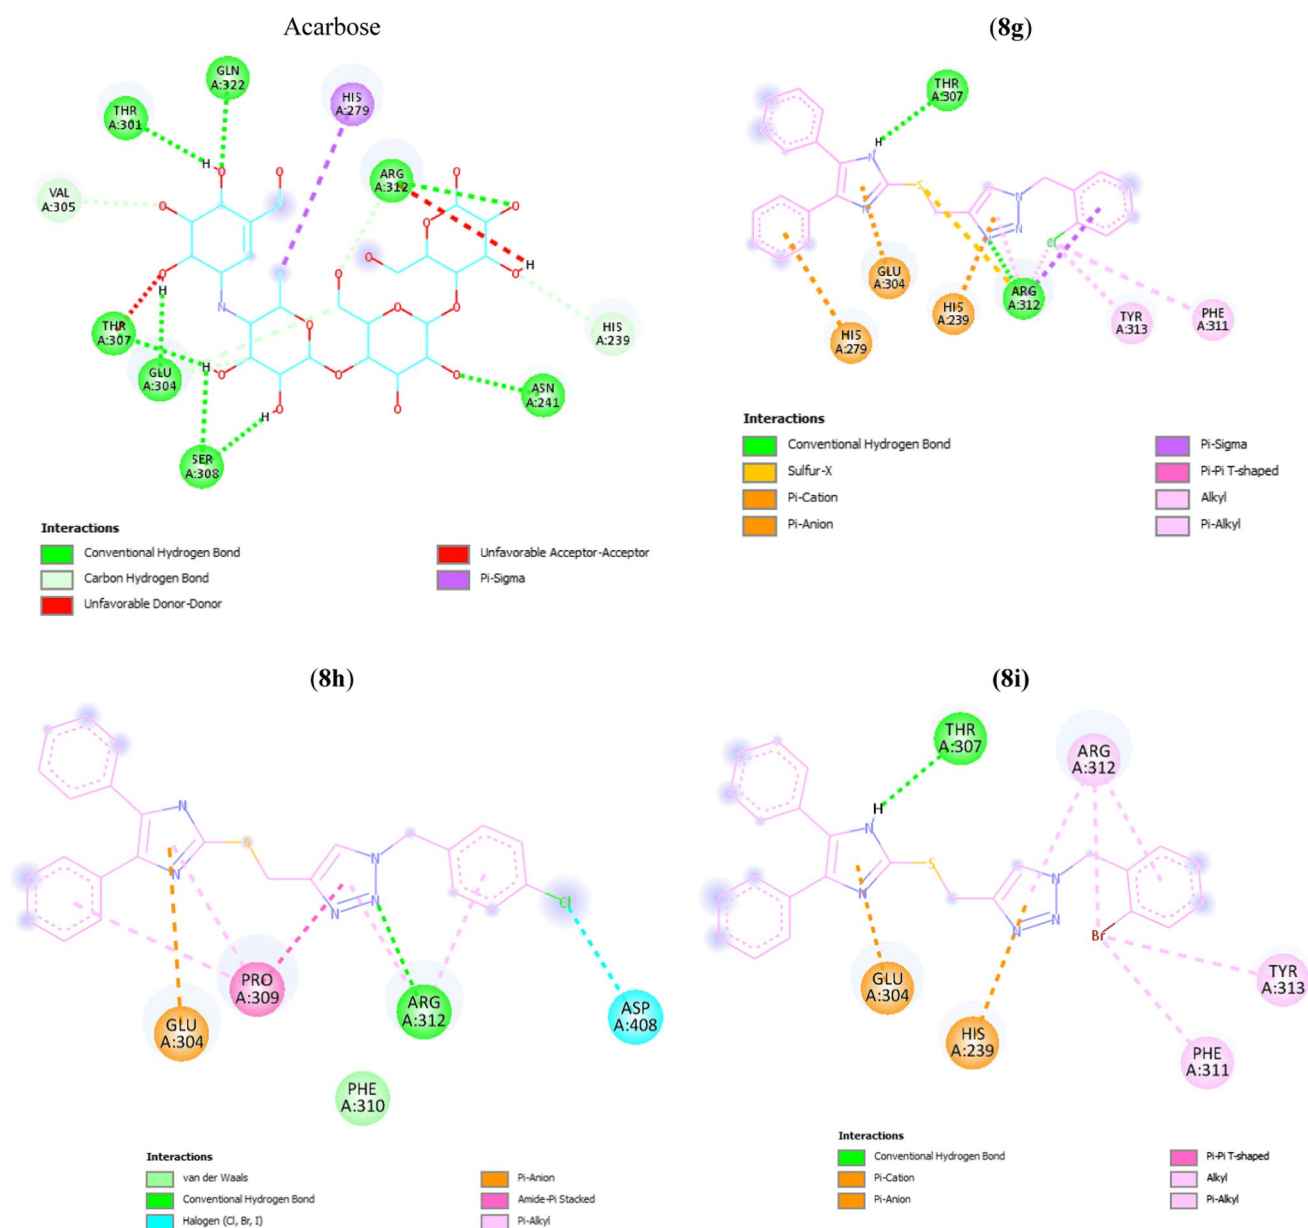 Acarbose
GLN
A:322
HIS
A:279
THR
A:301
H
ARG
A:312
VAL
A:305
H
H
THR
A:307
H
GLU
A:304
HIS
A:239
H
ASN
A:241
SER
A:308
Interactions
Conventional Hydrogen Bond
Carbon Hydrogen Bond
Unfavorable Donor-Donor
Unfavorable Acceptor-Acceptor
Pi-Sigma
(8g)
THR
A:307
H
N
S
N
N
N
N
Cl
GLU
A:304
HIS
A:239
ARG
A:312
HIS
A:279
TYR
A:313
PHE
A:311
Interactions
Conventional Hydrogen Bond
Sulfur-X
Pi-Cation
Pi-Anion
Pi-Sigma
Pi-Pi T-shaped
Alkyl
Pi-Alkyl
(8h)
N
S
N
N
N
N
Cl
PRO
A:309
GLU
A:304
ARG
A:312
ASP
A:408
PHE
A:310
Interactions
van der Waals
Conventional Hydrogen Bond
Halogen (Cl, Br, I)
Pi-Anion
Amide-Pi Stacked
Pi-Alkyl
(8i)
THR
A:307
ARG
A:312
H
N
S
N
N
N
N
Br
GLU
A:304
HIS
A:239
TYR
A:313
PHE
A:311
Interactions
Conventional Hydrogen Bond
Pi-Cation
Pi-Anion
Pi-Pi T-shaped
Alkyl
Pi-Alkyl